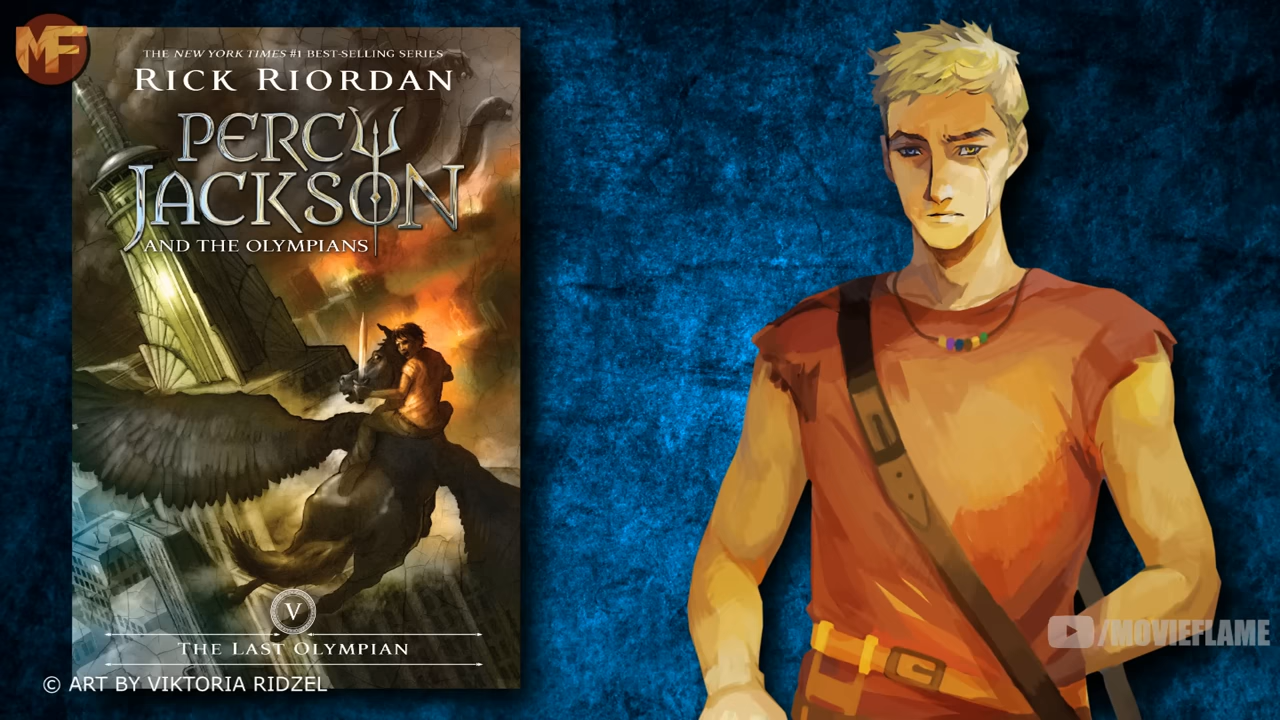 MF
THE NEW YORK TIMES #1 BEST-SELLING SERIES
RICK RIORDAN
PERCY
JACKSON
AND THE OLYMPIANS
V
THE LAST OLYMPIAN
© ART BY VIKTORIA RIDZEL
/MOVIEFLAME